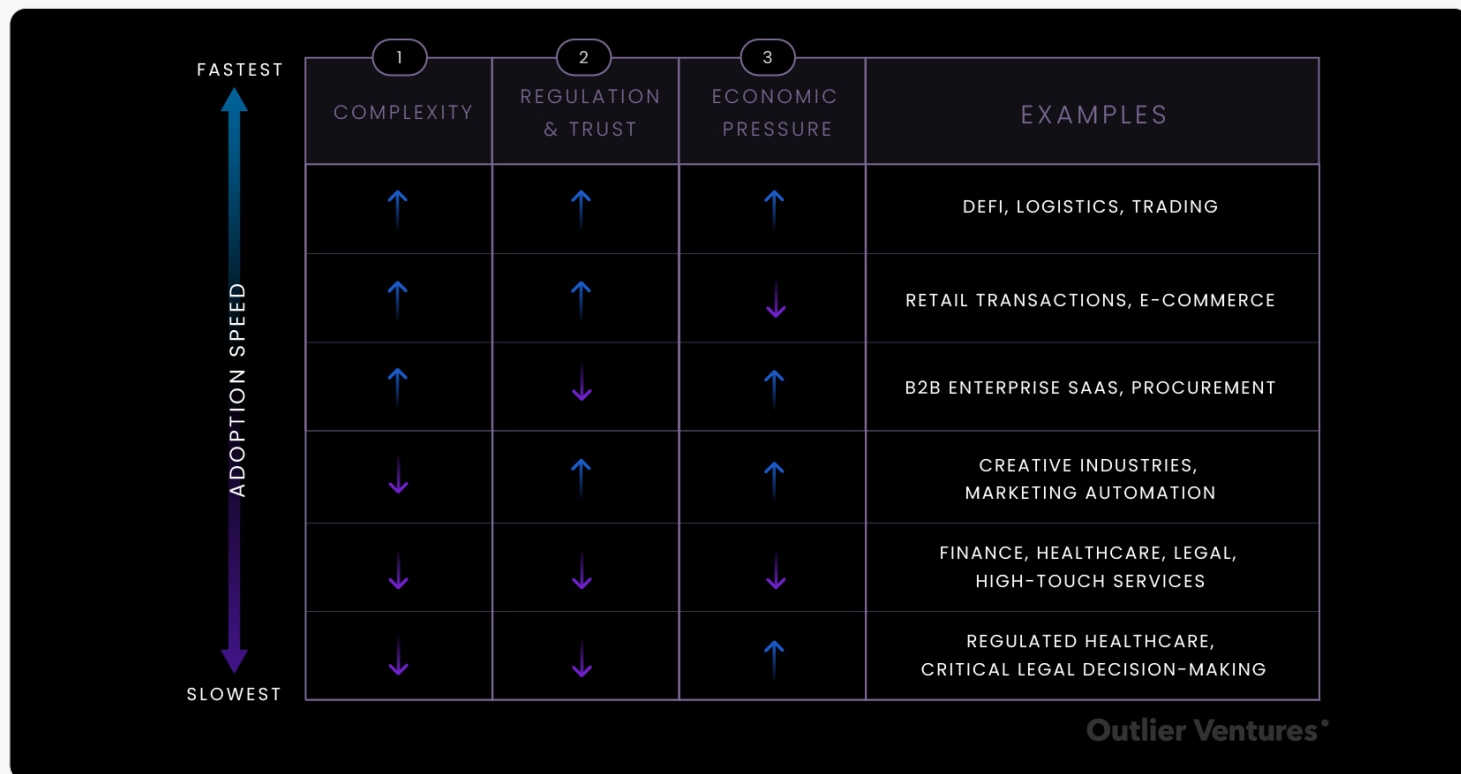 FASTEST
ADOPTION SPEED
SLOWEST
1
2
3
COMPLEXITY
REGULATION
& TRUST
ECONOMIC
PRESSURE
EXAMPLES
DEFI, LOGISTICS, TRADING
RETAIL TRANSACTIONS, E-COMMERCE
B2B ENTERPRISE SAAS, PROCUREMENT
CREATIVE INDUSTRIES,
MARKETING AUTOMATION
FINANCE, HEALTHCARE, LEGAL,
HIGH-TOUCH SERVICES
REGULATED HEALTHCARE,
CRITICAL LEGAL DECISION-MAKING
Outlier Ventures